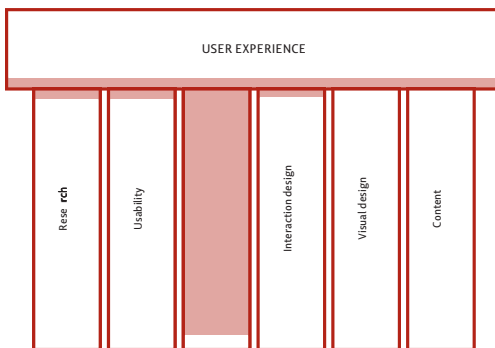 USER EXPERIENCE
Rese rch
Usability
Interaction design
Visual design
Content